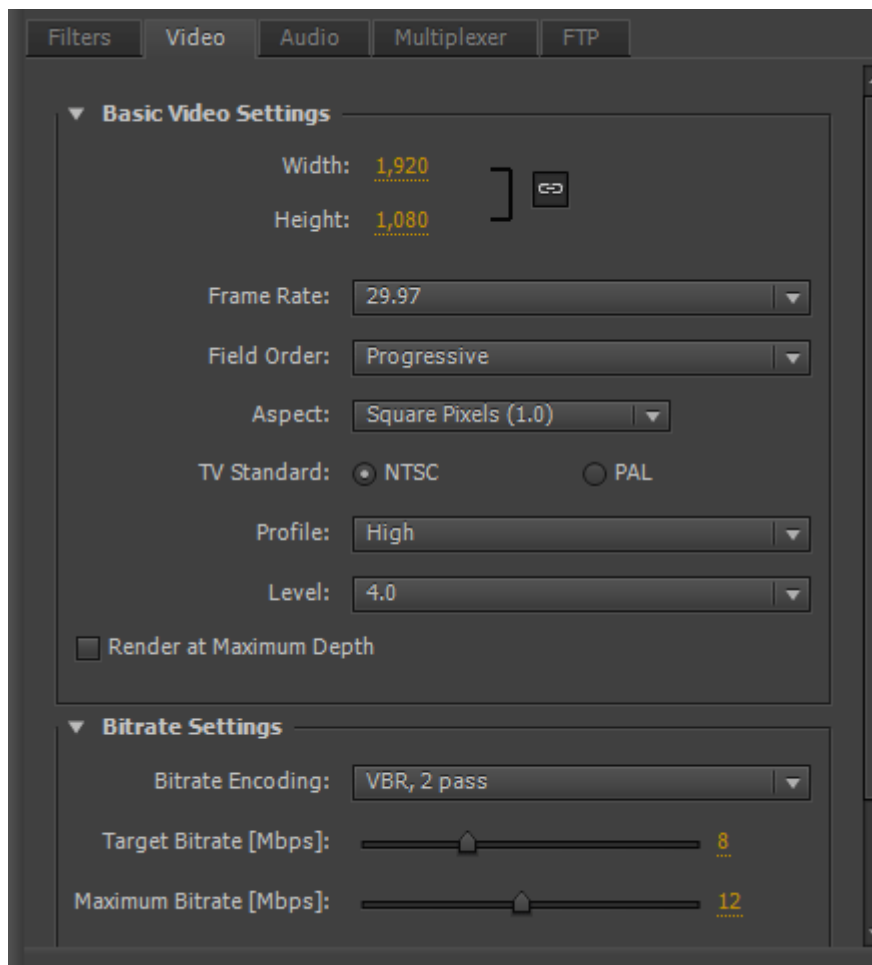 Filters Video Audio Multiplexer FTP
Basic Video Settings
Width: 1,920
Height: 1,080
Frame Rate: 29.97
Field Order: Progressive
Aspect: Square Pixels (1.0)
TV Standard: NTSC PAL
Profile: High
Level: 4.0
Render at Maximum Depth
Bitrate Settings
Bitrate Encoding: VBR, 2 pass
Target Bitrate [Mbps]: 8
Maximum Bitrate [Mbps]: 12